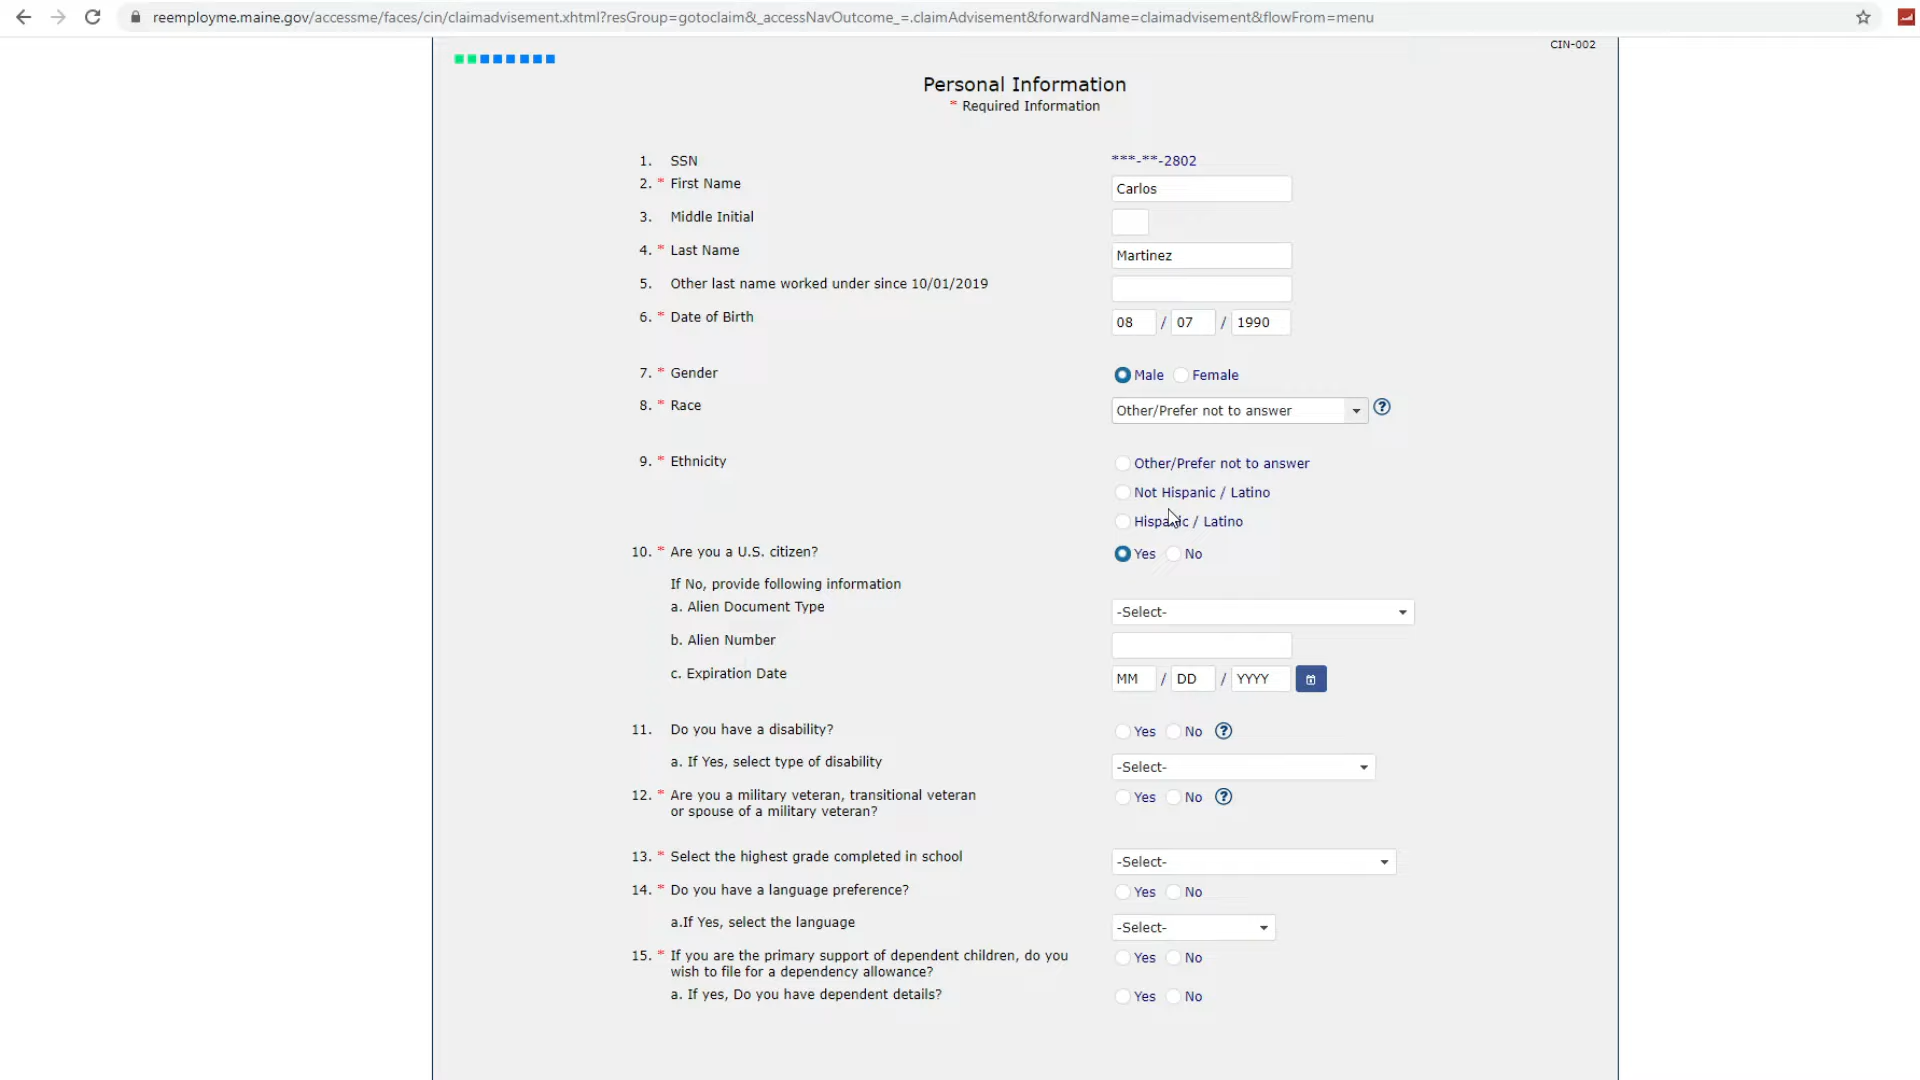 reemployme.maine.gov/accessme/faces/cin/claimadvisement.xhtml?resGroup=gotoclaim&_accessNavOutcome_=.claimAdvisement&forwardName=claimadvisement&flowFrom=menu
CIN-002
Personal Information
* Required Information
1. SSN ***-**-2802
2. * First Name Carlos
3. Middle Initial
4. * Last Name Martinez
5. Other last name worked under since 10/01/2019
6. * Date of Birth 08 / 07 / 1990
7. * Gender Male Female
8. * Race Other/Prefer not to answer ?
9. * Ethnicity Other/Prefer not to answer
Not Hispanic / Latino
Hispanic / Latino
10. * Are you a U.S. citizen? Yes No
If No, provide following information
a. Alien Document Type -Select-
b. Alien Number
c. Expiration Date MM / DD / YYYY
11. Do you have a disability? Yes No ?
a. If Yes, select type of disability -Select-
12. * Are you a military veteran, transitional veteran Yes No ?
or spouse of a military veteran?
13. * Select the highest grade completed in school -Select-
14. * Do you have a language preference? Yes No
a.If Yes, select the language -Select-
15. * If you are the primary support of dependent children, do you Yes No
wish to file for a dependency allowance?
a. If yes, Do you have dependent details? Yes No